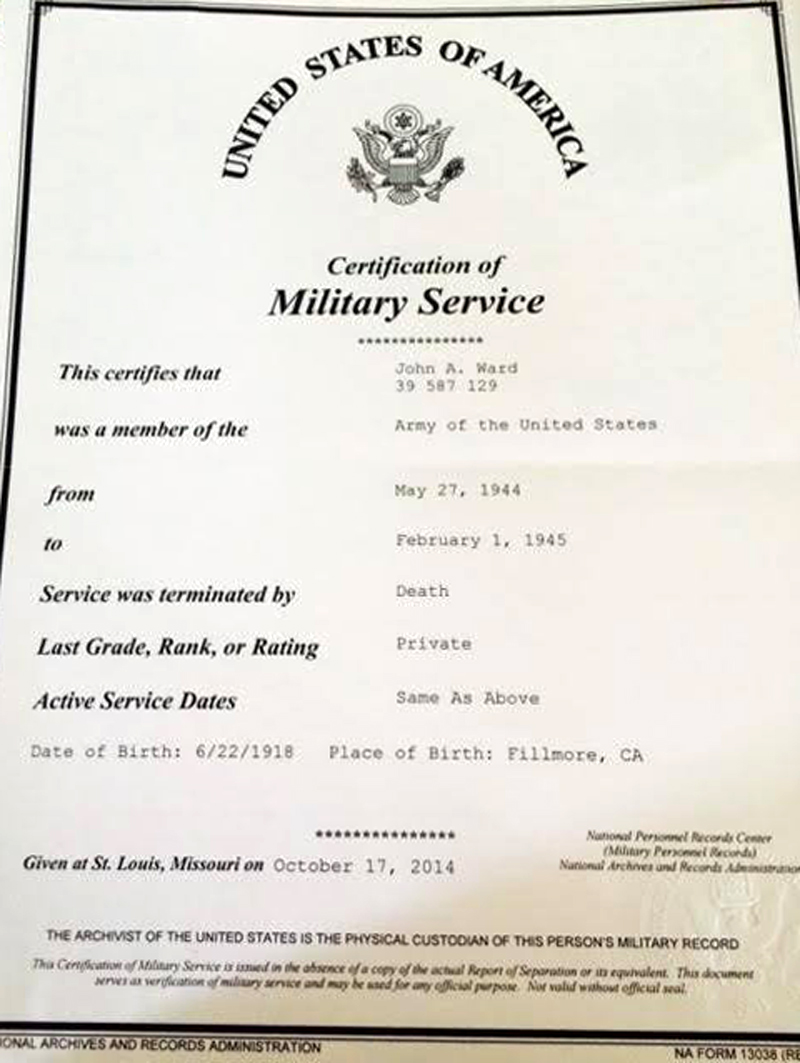 UNITED STATES OF AMERICA
Certification of
Military Service
***************
This certifies that John A. Ward
39 587 129
was a member of the Army of the United States
from May 27, 1944
to February 1, 1945
Service was terminated by Death
Last Grade, Rank, or Rating Private
Active Service Dates Same As Above
Date of Birth: 6/22/1918 Place of Birth: Fillmore, CA
***************
National Personnel Records Center
(Military Personnel Records)
National Archives and Records Administration
Given at St. Louis, Missouri on October 17, 2014
THE ARCHIVIST OF THE UNITED STATES IS THE PHYSICAL CUSTODIAN OF THIS PERSON'S MILITARY RECORD
This Certification of Military Service is issued in the absence of a copy of the actual Report of Separation or its equivalent. This document
serves as verification of military service and may be used for any official purpose. Not valid without official seal.
IONAL ARCHIVES AND RECORDS ADMINISTRATION
NA FORM 13038 (RE